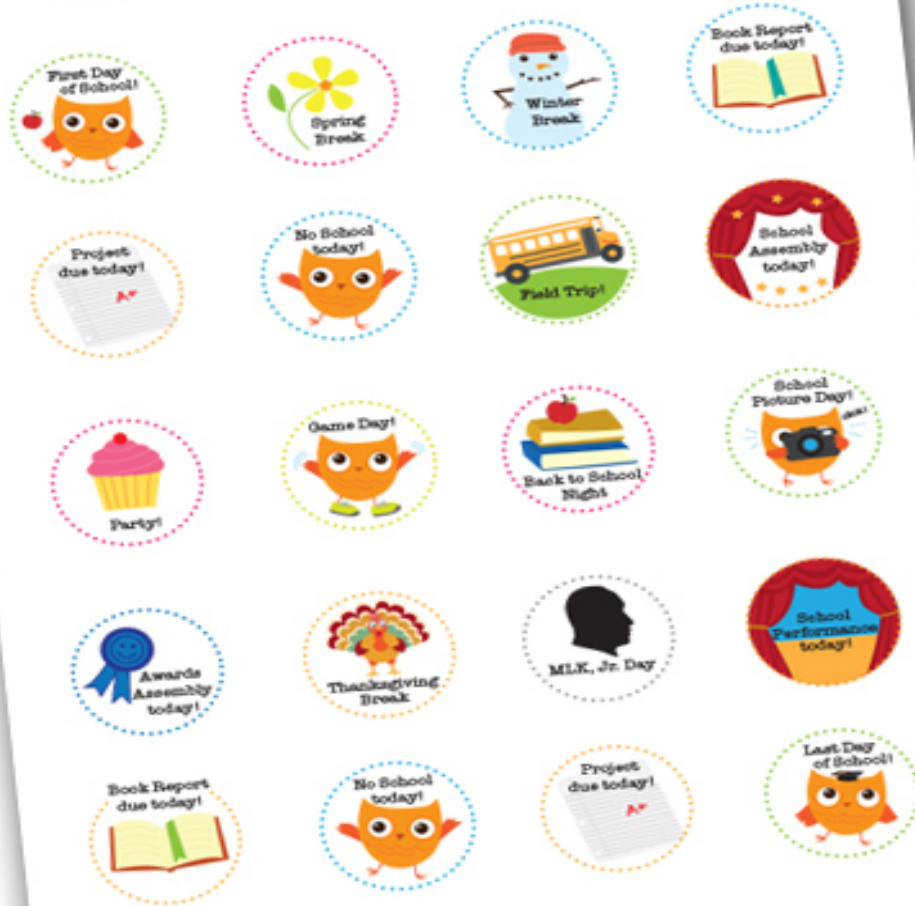 First Day
of School!
Spring
Break
Winter
Break
Book Report
due today!
Project
due today!
A+
No School
today!
Field Trip!
School
Assembly
today!
Party!
Game Day!
Back to School
Night
School
Picture Day!
click!
Awards
Assembly
today!
Thanksgiving
Break
MLK, Jr. Day
School
Performance
today!
Book Report
due today!
No School
today!
Project
due today!
A+
Last Day
of School!